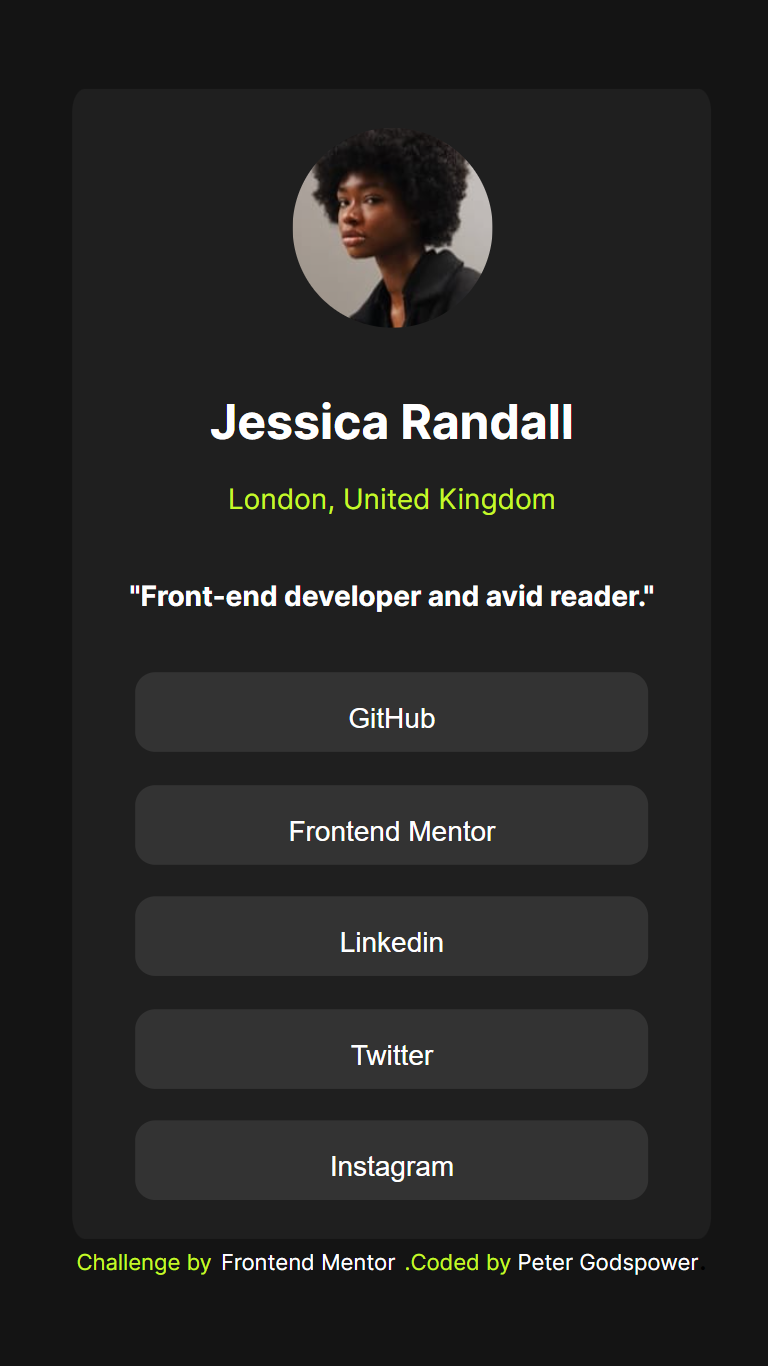 Jessica Randall
London, United Kingdom
"Front-end developer and avid reader."
GitHub
Frontend Mentor
Linkedin
Twitter
Instagram
Challenge by Frontend Mentor .Coded by Peter Godspower.